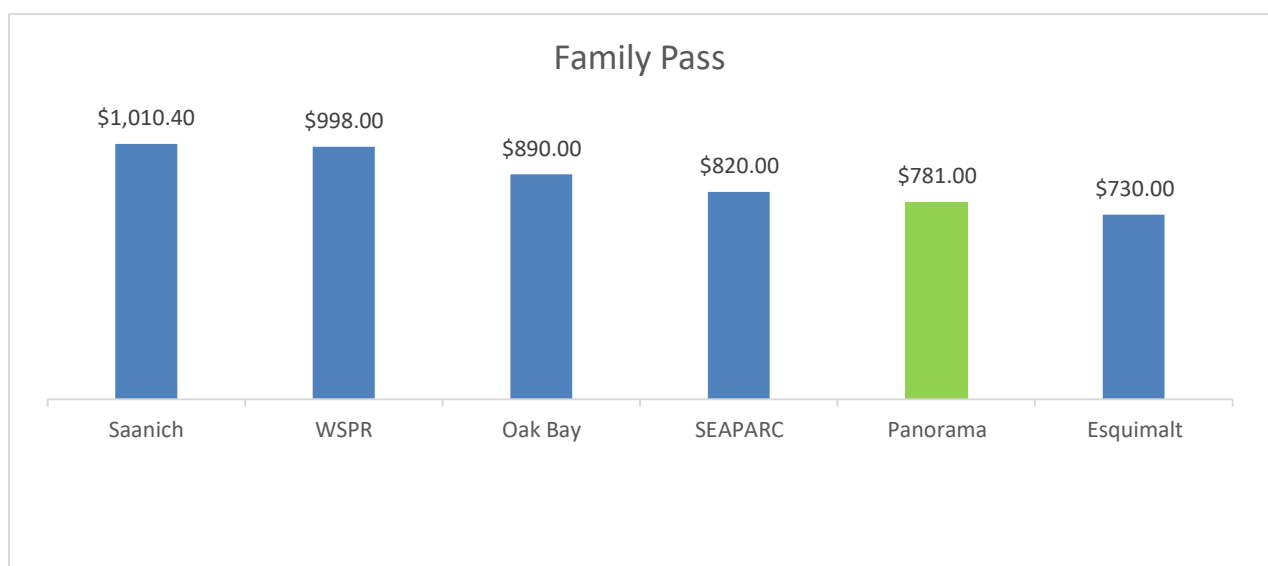 Family Pass
$1,010.40
$998.00
$890.00
$820.00
$781.00
$730.00
Saanich
WSPR
Oak Bay
SEAPARC
Panorama
Esquimalt